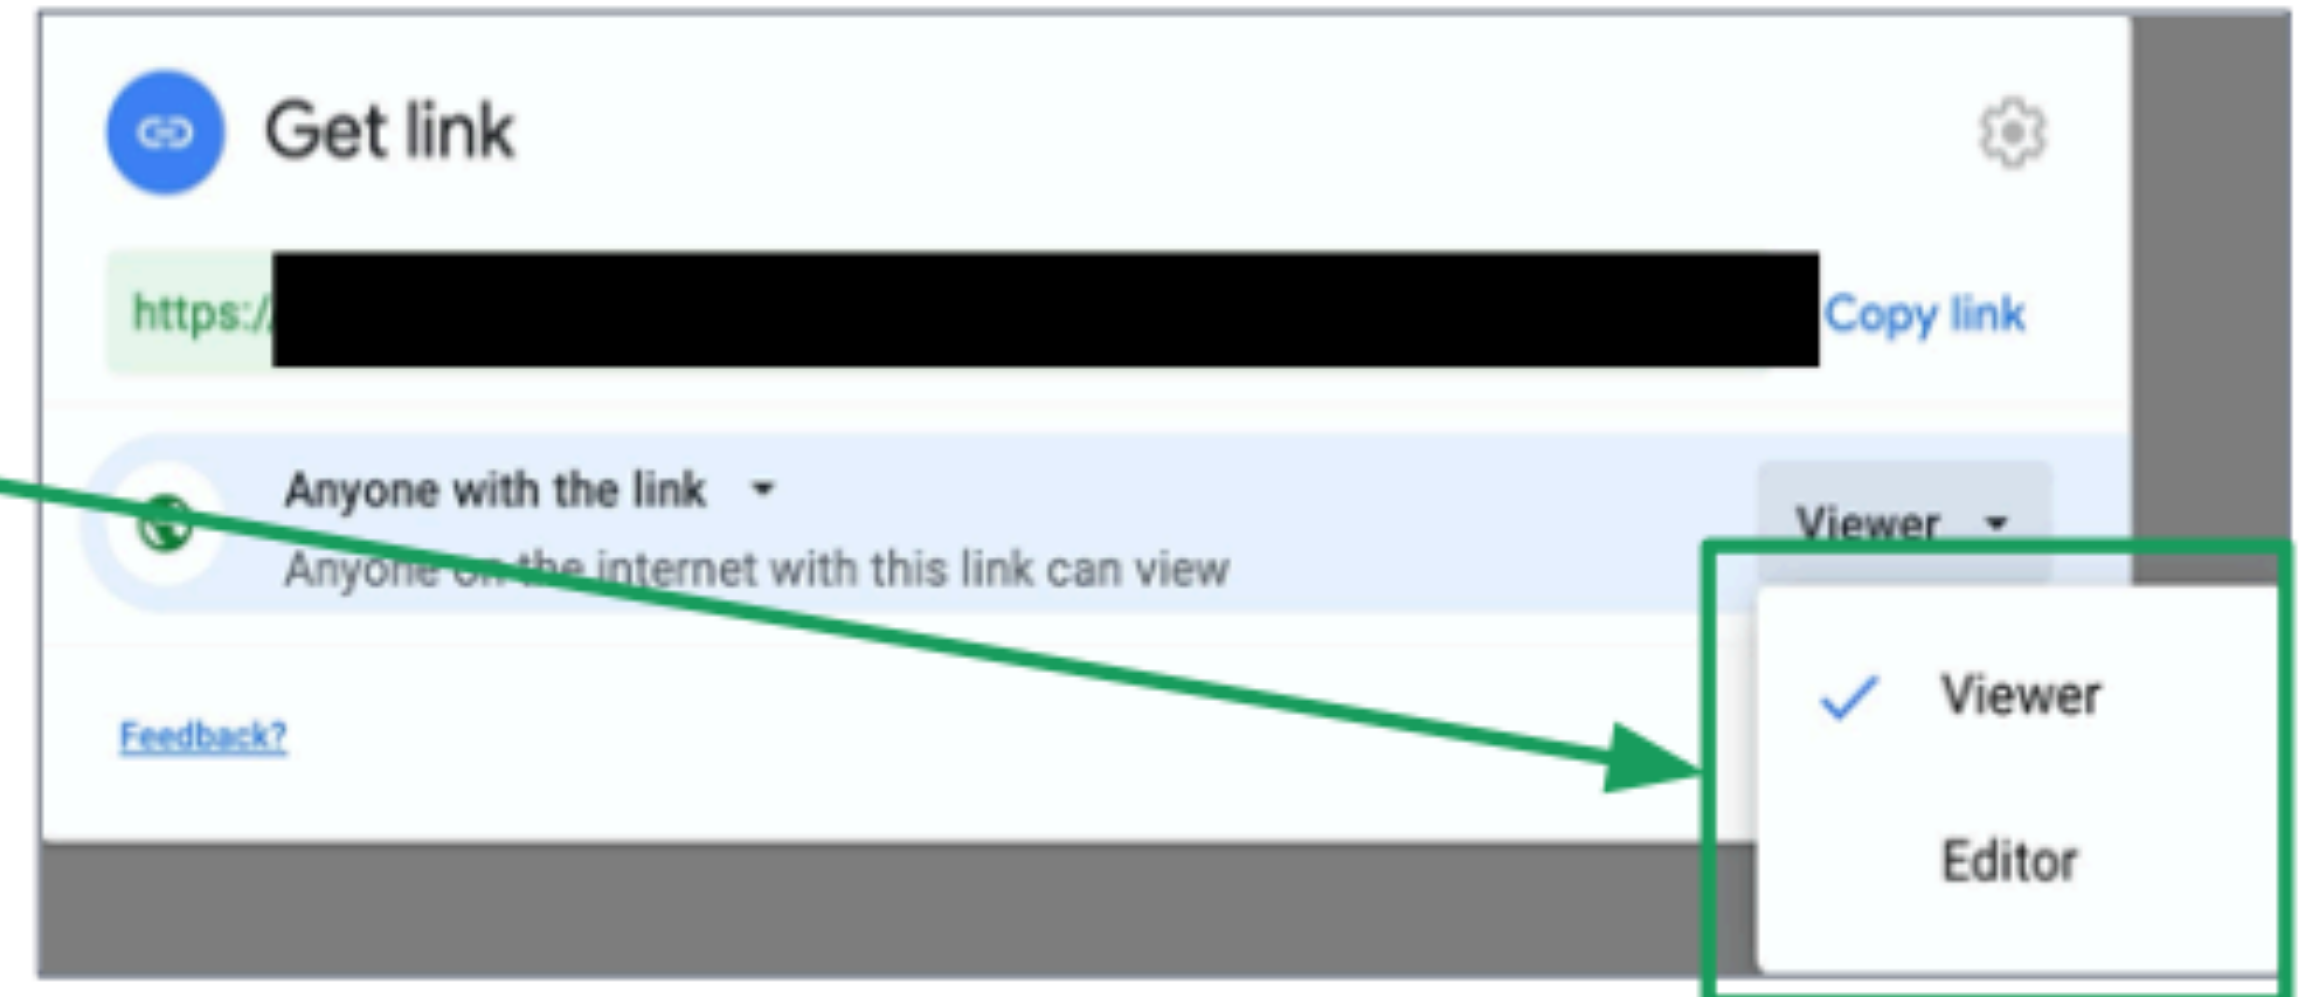 Get link
https:/ Copy link
Anyone with the link
Viewer
Anyone on the internet with this link can view
Viewer
Feedback?
Editor